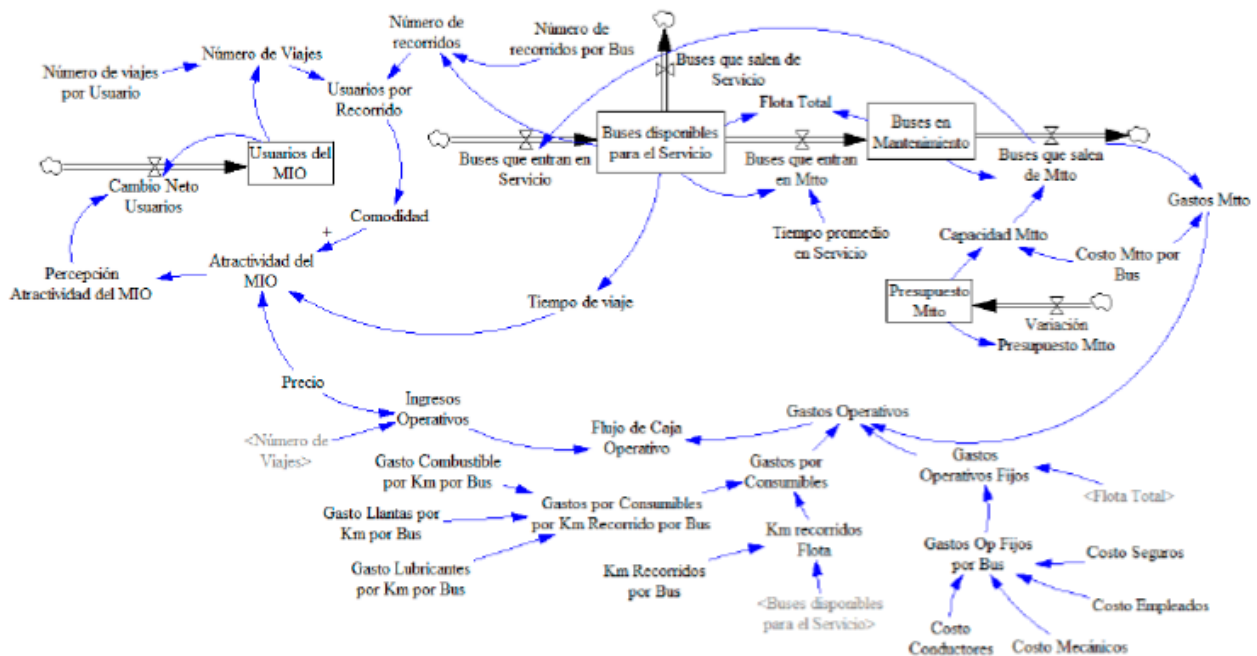 Número de
recorridos
Número de
recorridos por Bus
Número de Viajes
Número de viajes
por Usuario
Usuarios por
Recorrido
Buses que salen de
Servicio
Flota Total
Buses disponibles
para el Servicio
Buses en
Mantenimiento
Usuarios del
MIO
Buses que entran en
Servicio
Buses que entran
en Mtto
Buses que salen
de Mtto
Cambio Neto
Usuarios
Gastos Mtto
Comodidad
+
Tiempo promedio
en Servicio
Capacidad Mtto
Costo Mtto por
Bus
Percepción
Atractividad del MIO
Atractividad del
MIO
Tiempo de viaje
Presupuesto
Mtto
Variación
Presupuesto Mtto
Precio
Ingresos
Operativos
<Número de
Viajes>
Flujo de Caja
Operativo
Gastos Operativos
Gasto Combustible
por Km por Bus
Gastos por
Consumibles
Gastos
Operativos Fijos
<Flota Total>
Gasto Llantas por
Km por Bus
Gastos por Consumibles
por Km Recorrido por Bus
Km recorridos
Flota
Gasto Lubricantes
por Km por Bus
Km Recorridos
por Bus
Gastos Op Fijos
por Bus
Costo Seguros
<Buses disponibles
para el Servicio>
Costo Empleados
Costo
Conductores
Costo Mecánicos